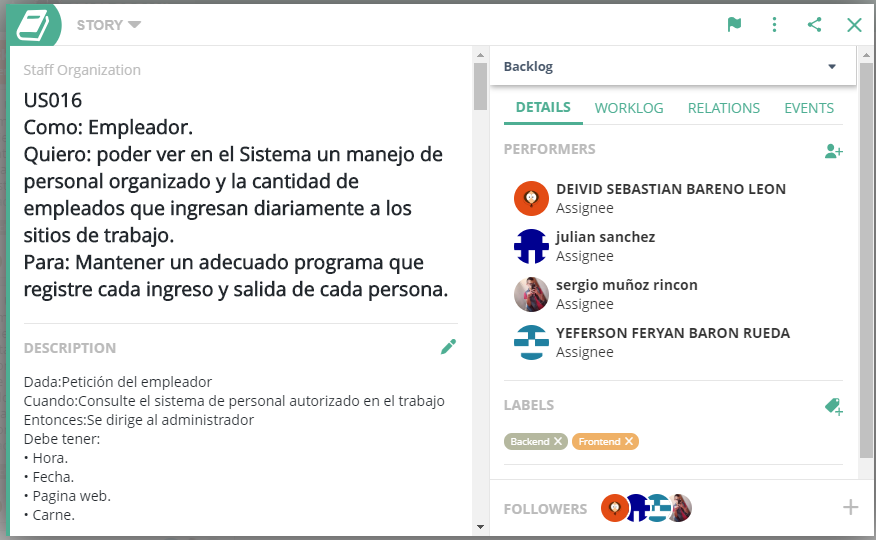 STORY
Staff Organization
US016
Como: Empleador.
Quiero: poder ver en el Sistema un manejo de
personal organizado y la cantidad de
empleados que ingresan diariamente a los
sitios de trabajo.
Para: Mantener un adecuado programa que
registre cada ingreso y salida de cada persona.
DESCRIPTION
Dada:Petición del empleador
Cuando:Consulte el sistema de personal autorizado en el trabajo
Entonces:Se dirige al administrador
Debe tener:
• Hora.
• Fecha.
• Pagina web.
• Carne.
Backlog
DETAILS WORKLOG RELATIONS EVENTS
PERFORMERS
DEIVID SEBASTIAN BARENO LEON
Assignee
julian sanchez
Assignee
sergio muñoz rincon
Assignee
YEFERSON FERYAN BARON RUEDA
Assignee
LABELS
Backend Frontend
FOLLOWERS